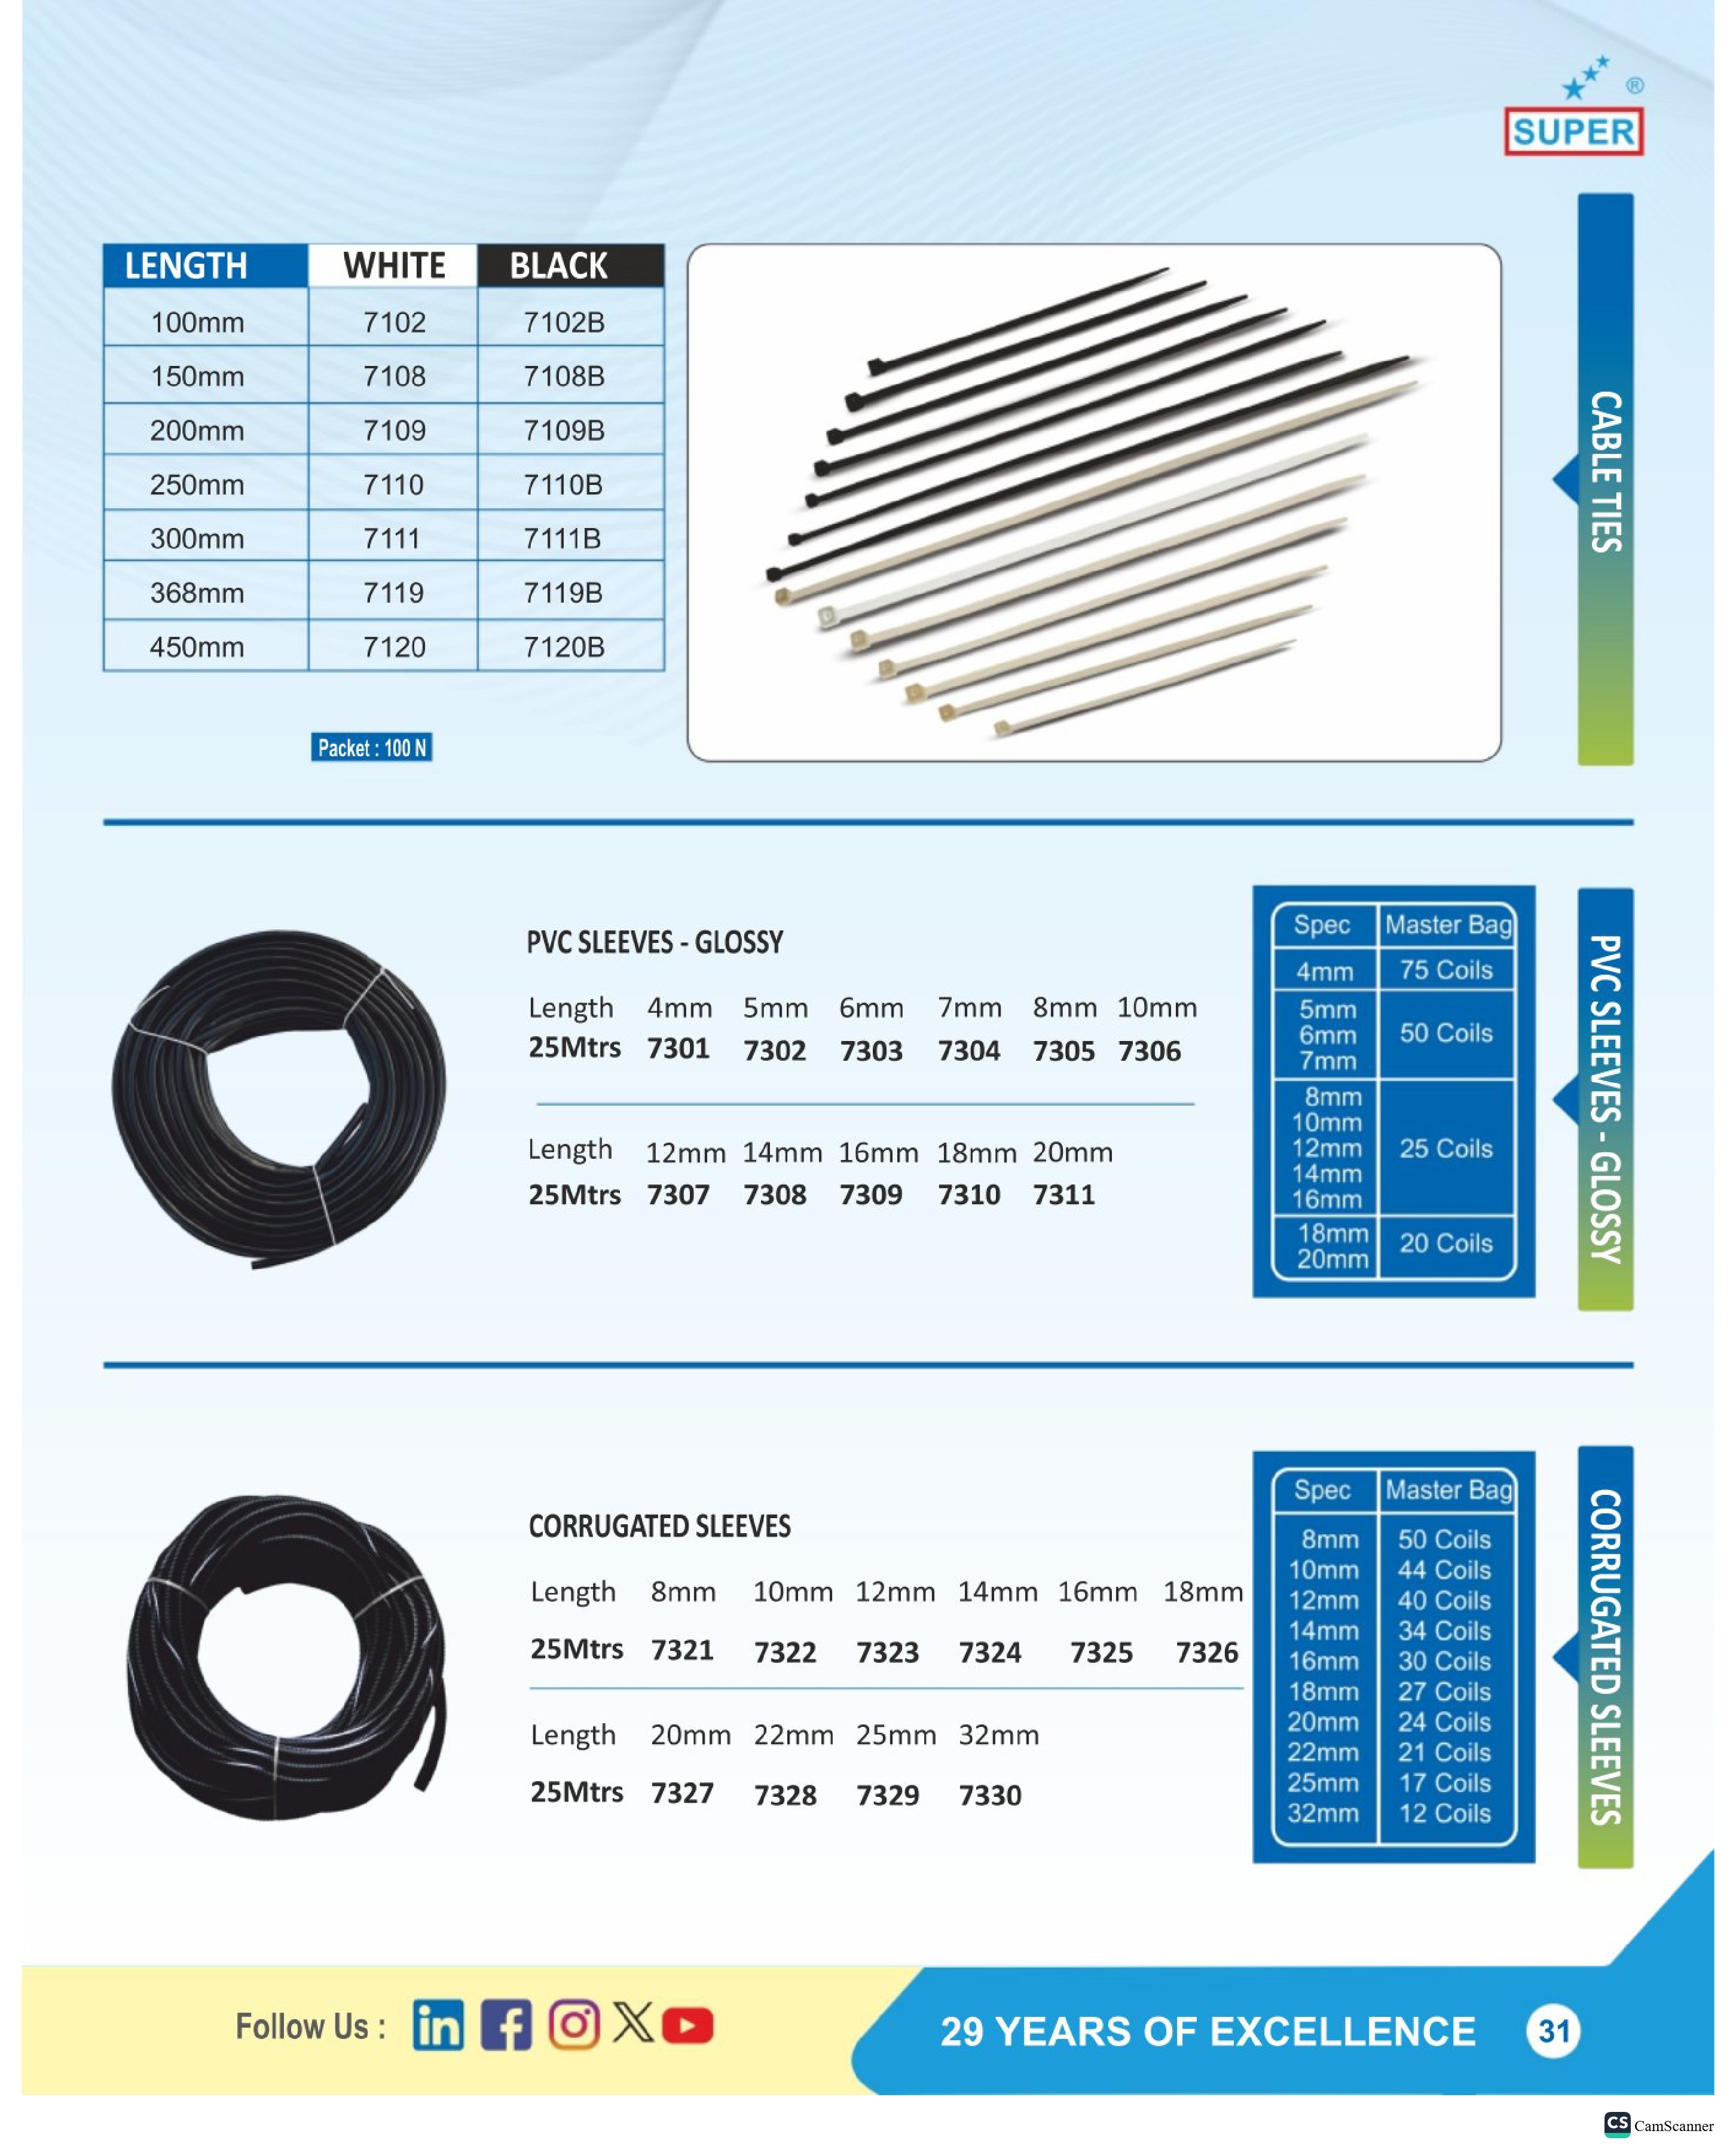 ®
SUPER
LENGTH WHITE BLACK
100mm 7102 7102B
150mm 7108 7108B
200mm 7109 7109B
250mm 7110 7110B
300mm 7111 7111B
368mm 7119 7119B
450mm 7120 7120B
Packet : 100 N
CABLE TIES
PVC SLEEVES - GLOSSY
Length 4mm 5mm 6mm 7mm 8mm 10mm
25Mtrs 7301 7302 7303 7304 7305 7306
Length 12mm 14mm 16mm 18mm 20mm
25Mtrs 7307 7308 7309 7310 7311
Spec Master Bag
4mm 75 Coils
5mm
6mm 50 Coils
7mm
8mm
10mm
12mm 25 Coils
14mm
16mm
18mm 20 Coils
20mm
PVC SLEEVES - GLOSSY
CORRUGATED SLEEVES
Length 8mm 10mm 12mm 14mm 16mm 18mm
25Mtrs 7321 7322 7323 7324 7325 7326
Length 20mm 22mm 25mm 32mm
25Mtrs 7327 7328 7329 7330
Spec Master Bag
8mm 50 Coils
10mm 44 Coils
12mm 40 Coils
14mm 34 Coils
16mm 30 Coils
18mm 27 Coils
20mm 24 Coils
22mm 21 Coils
25mm 17 Coils
32mm 12 Coils
CORRUGATED SLEEVES
Follow Us :
29 YEARS OF EXCELLENCE 31
CS CamScanner